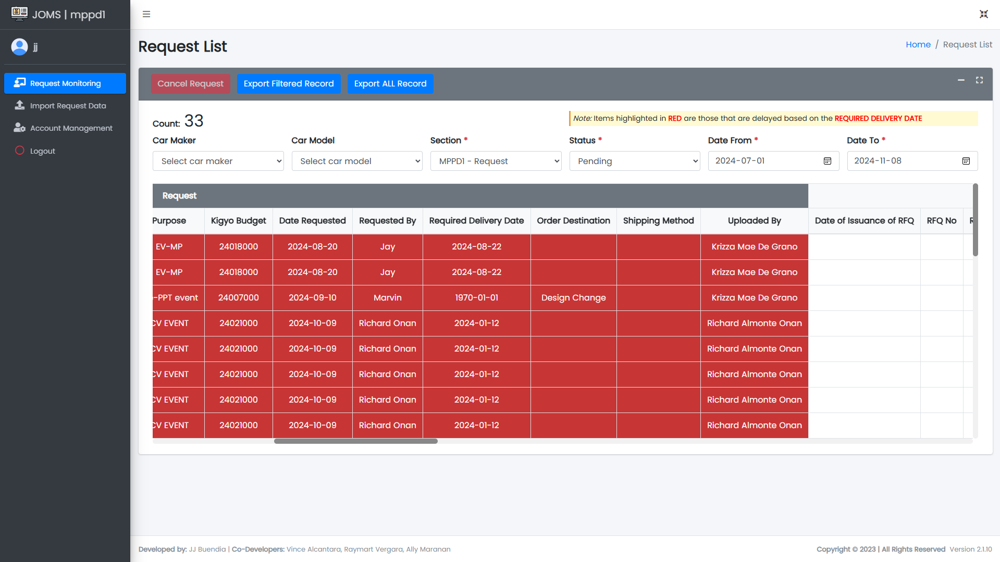 JOMS | mppd1
jj
Request Monitoring
Import Request Data
Account Management
Logout
Request List
Home / Request List
Cancel Request
Export Filtered Record
Export ALL Record
Count: 33
Note: Items highlighted in RED are those that are delayed based on the REQUIRED DELIVERY DATE
Car Maker
Car Model
Section *
Status *
Date From *
Date To *
Select car maker
Select car model
MPPD1 - Request
Pending
2024-07-01
2024-11-08
Request
Purpose Kigyo Budget Date Requested Requested By Required Delivery Date Order Destination Shipping Method Uploaded By Date of Issuance of RFQ RFQ No
EV-MP 24018000 2024-08-20 Jay 2024-08-22 Krizza Mae De Grano
EV-MP 24018000 2024-08-20 Jay 2024-08-22 Krizza Mae De Grano
-PPT event 24007000 2024-09-10 Marvin 1970-01-01 Design Change Krizza Mae De Grano
CV EVENT 24021000 2024-10-09 Richard Onan 2024-01-12 Richard Almonte Onan
CV EVENT 24021000 2024-10-09 Richard Onan 2024-01-12 Richard Almonte Onan
CV EVENT 24021000 2024-10-09 Richard Onan 2024-01-12 Richard Almonte Onan
CV EVENT 24021000 2024-10-09 Richard Onan 2024-01-12 Richard Almonte Onan
CV EVENT 24021000 2024-10-09 Richard Onan 2024-01-12 Richard Almonte Onan
Developed by: JJ Buendia | Co-Developers: Vince Alcantara, Raymart Vergara, Ally Maranan
Copyright © 2023 | All Rights Reserved Version 2.1.10